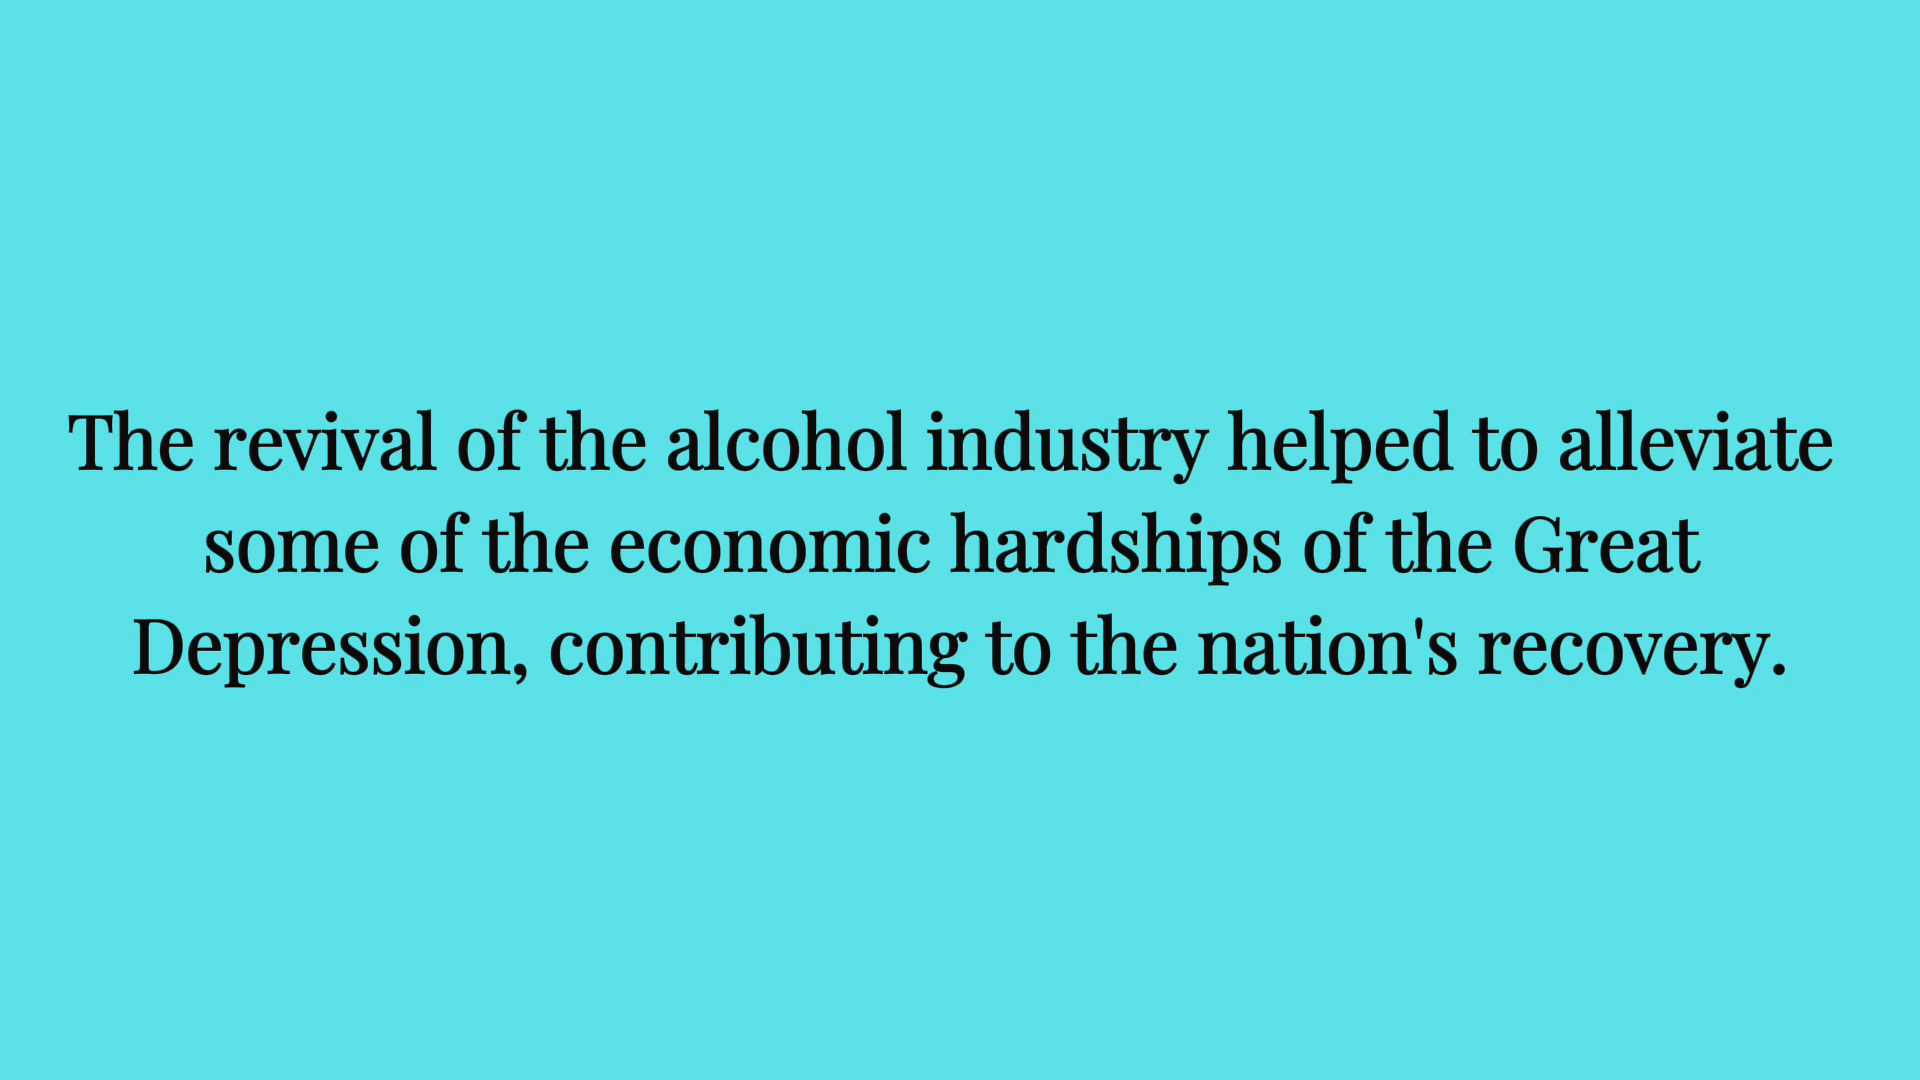 The revival of the alcohol industry helped to alleviate
some of the economic hardships of the Great
Depression, contributing to the nation's recovery.